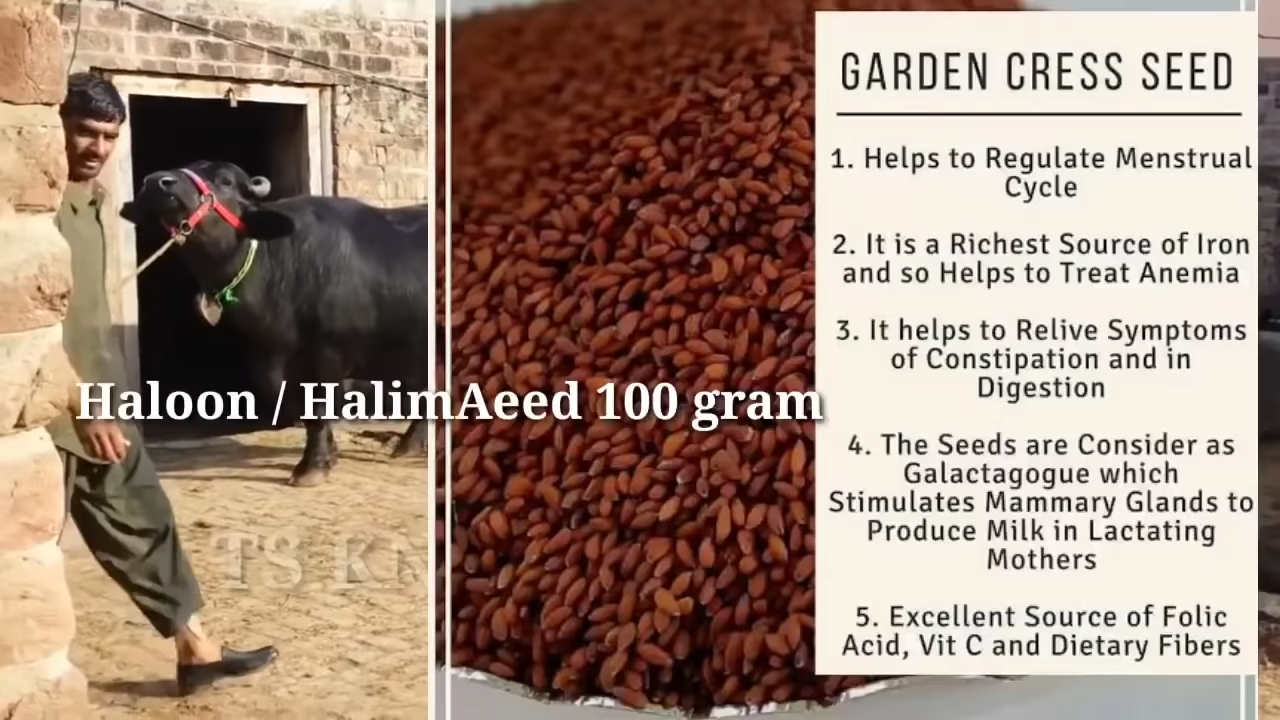 GARDEN CRESS SEED
1. Helps to Regulate Menstrual
Cycle
2. It is a Richest Source of Iron
and so Helps to Treat Anemia
3. It helps to Relive Symptoms
of Constipation and in
Digestion
4. The Seeds are Consider as
Galactagogue which
Stimulates Mammary Glands to
Produce Milk in Lactating
Mothers
5. Excellent Source of Folic
Acid, Vit C and Dietary Fibers
Haloon / HalimAeed 100 gram
TS